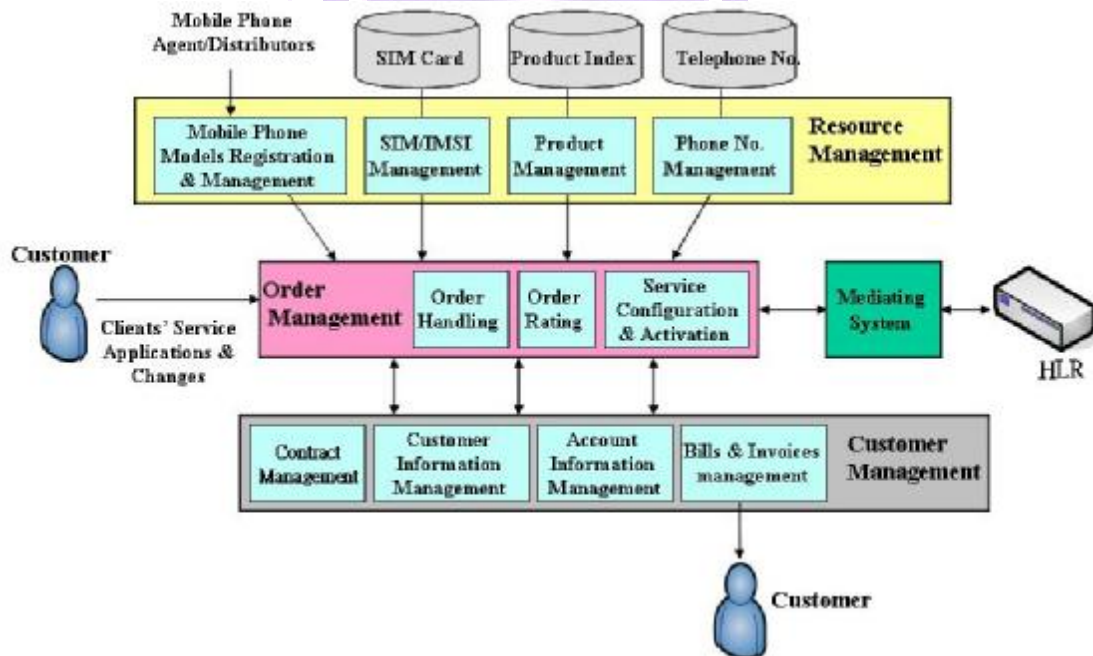 Mobile Phone
Agent/Distributors
SIM Card
Product Index
Telephone No.
Mobile Phone
Models Registration
& Management
SIM/IMSI
Management
Product
Management
Phone No.
Management
Resource
Management
Customer
Clients' Service
Applications &
Changes
Order
Management
Order
Handling
Order
Rating
Service
Configuration
& Activation
Mediating
System
HLR
Contract
Management
Customer
Information
Management
Account
Information
Management
Bills & Invoices
management
Customer
Management
Customer